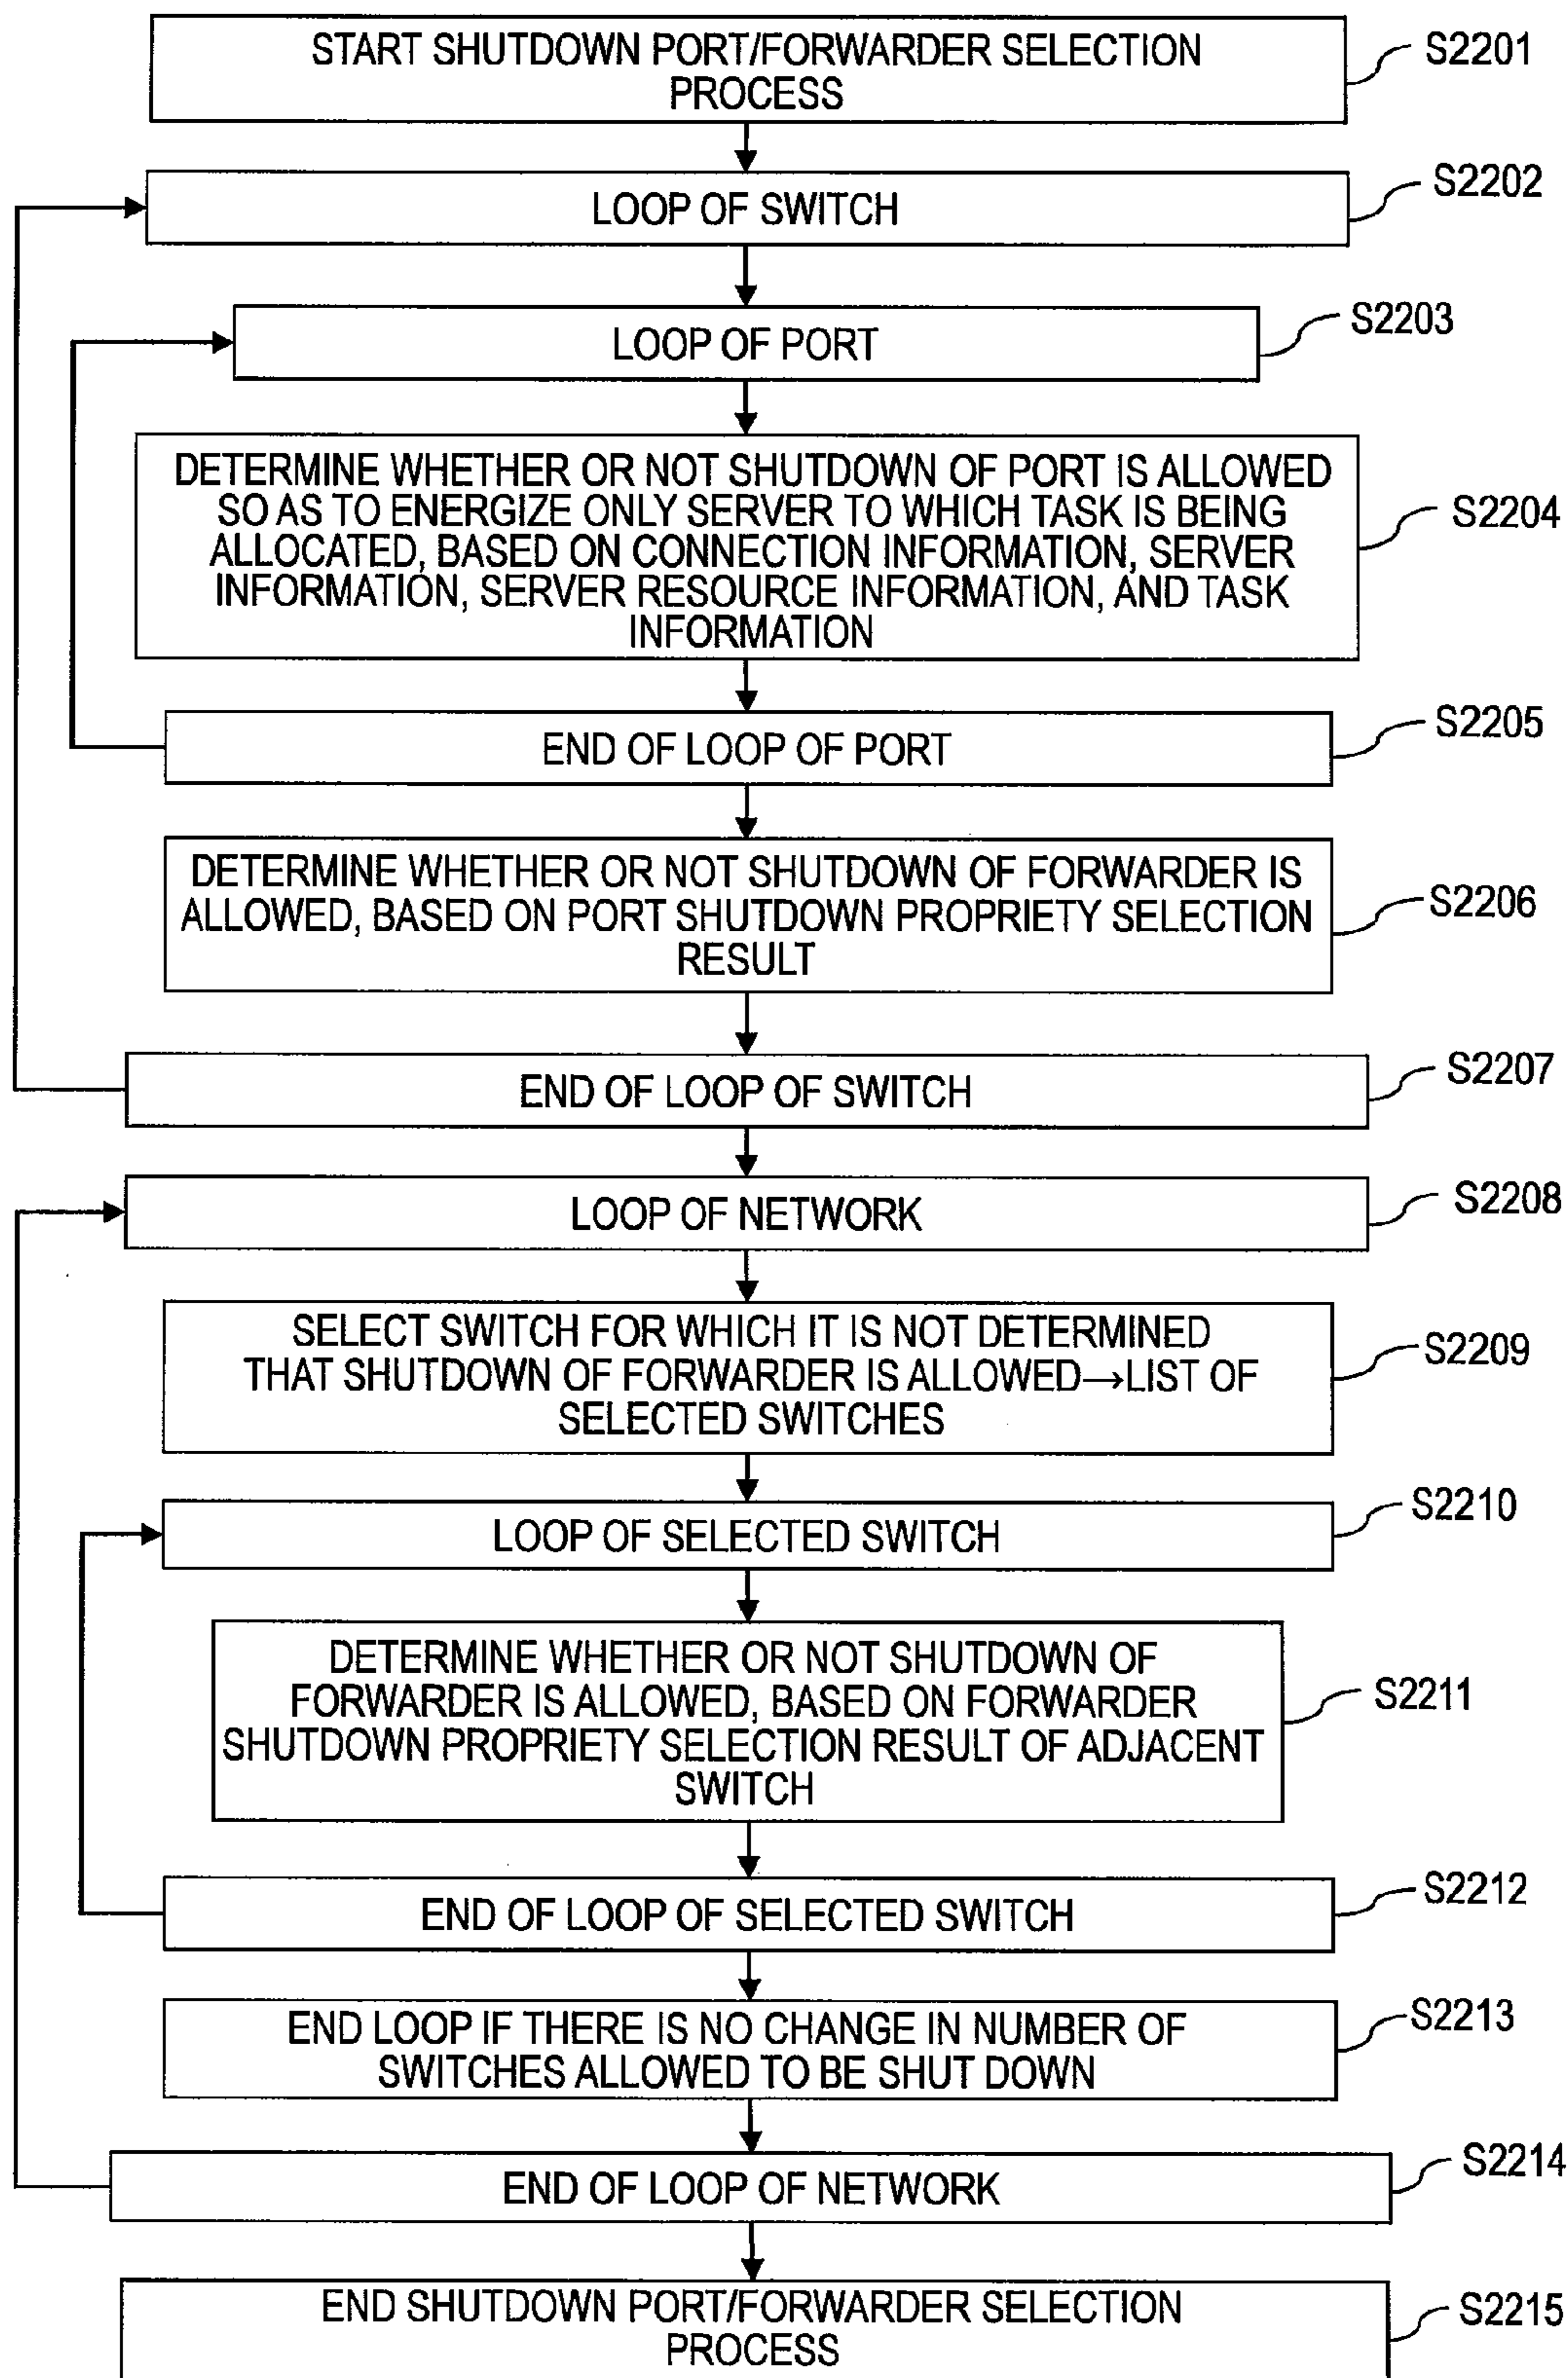 START SHUTDOWN PORT/FORWARDER SELECTION
PROCESS
S2201
LOOP OF SWITCH
S2202
LOOP OF PORT
S2203
DETERMINE WHETHER OR NOT SHUTDOWN OF PORT IS ALLOWED
SO AS TO ENERGIZE ONLY SERVER TO WHICH TASK IS BEING
ALLOCATED, BASED ON CONNECTION INFORMATION, SERVER
INFORMATION, SERVER RESOURCE INFORMATION, AND TASK
INFORMATION
S2204
END OF LOOP OF PORT
S2205
DETERMINE WHETHER OR NOT SHUTDOWN OF FORWARDER IS
ALLOWED, BASED ON PORT SHUTDOWN PROPRIETY SELECTION
RESULT
S2206
END OF LOOP OF SWITCH
S2207
LOOP OF NETWORK
S2208
SELECT SWITCH FOR WHICH IT IS NOT DETERMINED
THAT SHUTDOWN OF FORWARDER IS ALLOWED→LIST OF
SELECTED SWITCHES
S2209
LOOP OF SELECTED SWITCH
S2210
DETERMINE WHETHER OR NOT SHUTDOWN OF
FORWARDER IS ALLOWED, BASED ON FORWARDER
SHUTDOWN PROPRIETY SELECTION RESULT OF ADJACENT
SWITCH
S2211
END OF LOOP OF SELECTED SWITCH
S2212
END LOOP IF THERE IS NO CHANGE IN NUMBER OF
SWITCHES ALLOWED TO BE SHUT DOWN
S2213
END OF LOOP OF NETWORK
S2214
END SHUTDOWN PORT/FORWARDER SELECTION
PROCESS
S2215